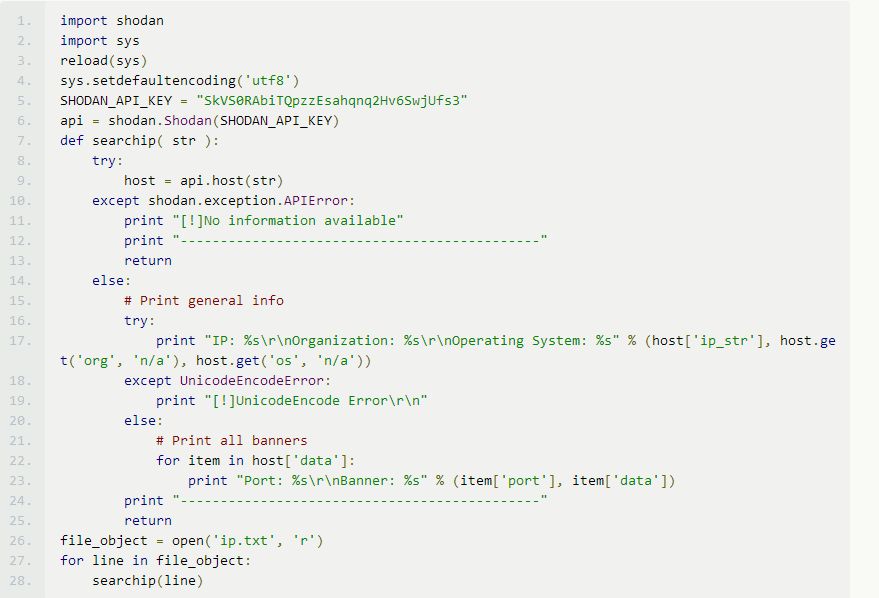 1. import shodan
2. import sys
3. reload(sys)
4. sys.setdefaultencoding('utf8')
5. SHODAN_API_KEY = "SkVS0RAbiTQpzzEsahqnq2Hv6SwjUfs3"
6. api = shodan.Shodan(SHODAN_API_KEY)
7. def searchip( str ):
8.     try:
9.         host = api.host(str)
10.     except shodan.exception.APIError:
11.         print "[!]No information available"
12.         print "---------------------------------------------"
13.         return
14.     else:
15.         # Print general info
16.         try:
17.             print "IP: %s\r\nOrganization: %s\r\nOperating System: %s" % (host['ip_str'], host.ge
t('org', 'n/a'), host.get('os', 'n/a'))
18.         except UnicodeEncodeError:
19.             print "[!]UnicodeEncode Error\r\n"
20.         else:
21.             # Print all banners
22.             for item in host['data']:
23.                 print "Port: %s\r\nBanner: %s" % (item['port'], item['data'])
24.         print "---------------------------------------------"
25.         return
26. file_object = open('ip.txt', 'r')
27. for line in file_object:
28.     searchip(line)